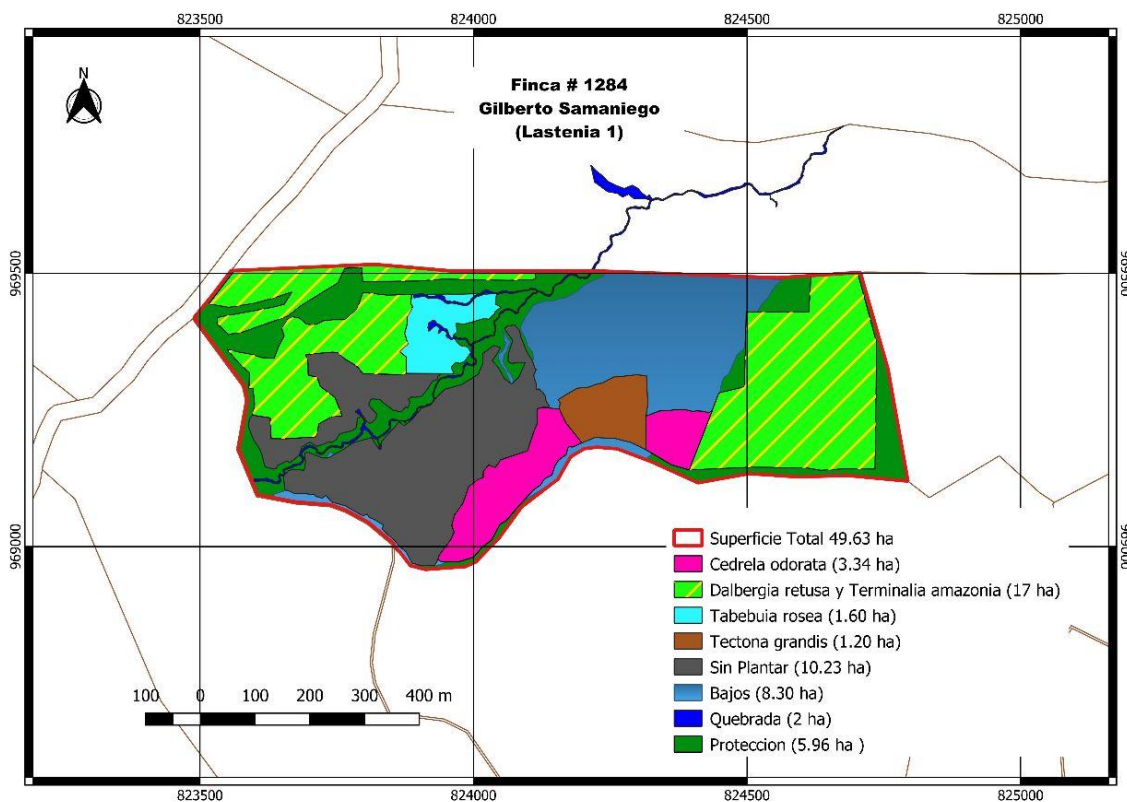 823500 824000 824500 825000
N
Finca # 1284
Gilberto Samaniego
(Lastenia 1)
969500 969500
969000 969000
Superficie Total 49.63 ha
Cedrela odorata (3.34 ha)
Dalbergia retusa y Terminalia amazonia (17 ha)
Tabebuia rosea (1.60 ha)
Tectona grandis (1.20 ha)
Sin Plantar (10.23 ha)
Bajos (8.30 ha)
Quebrada (2 ha)
Proteccion (5.96 ha )
100 0 100 200 300 400 m
823500 824000 824500 825000